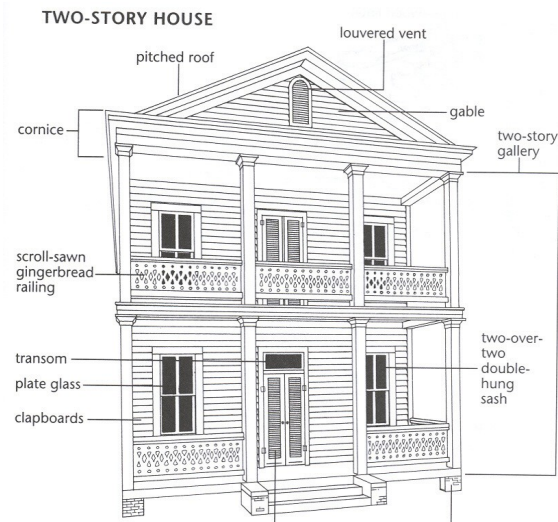 TWO-STORY HOUSE
louvered vent
pitched roof
gable
cornice
two-story
gallery
scroll-sawn
gingerbread
railing
transom
two-over-
two
double-
hung
sash
plate glass
clapboards